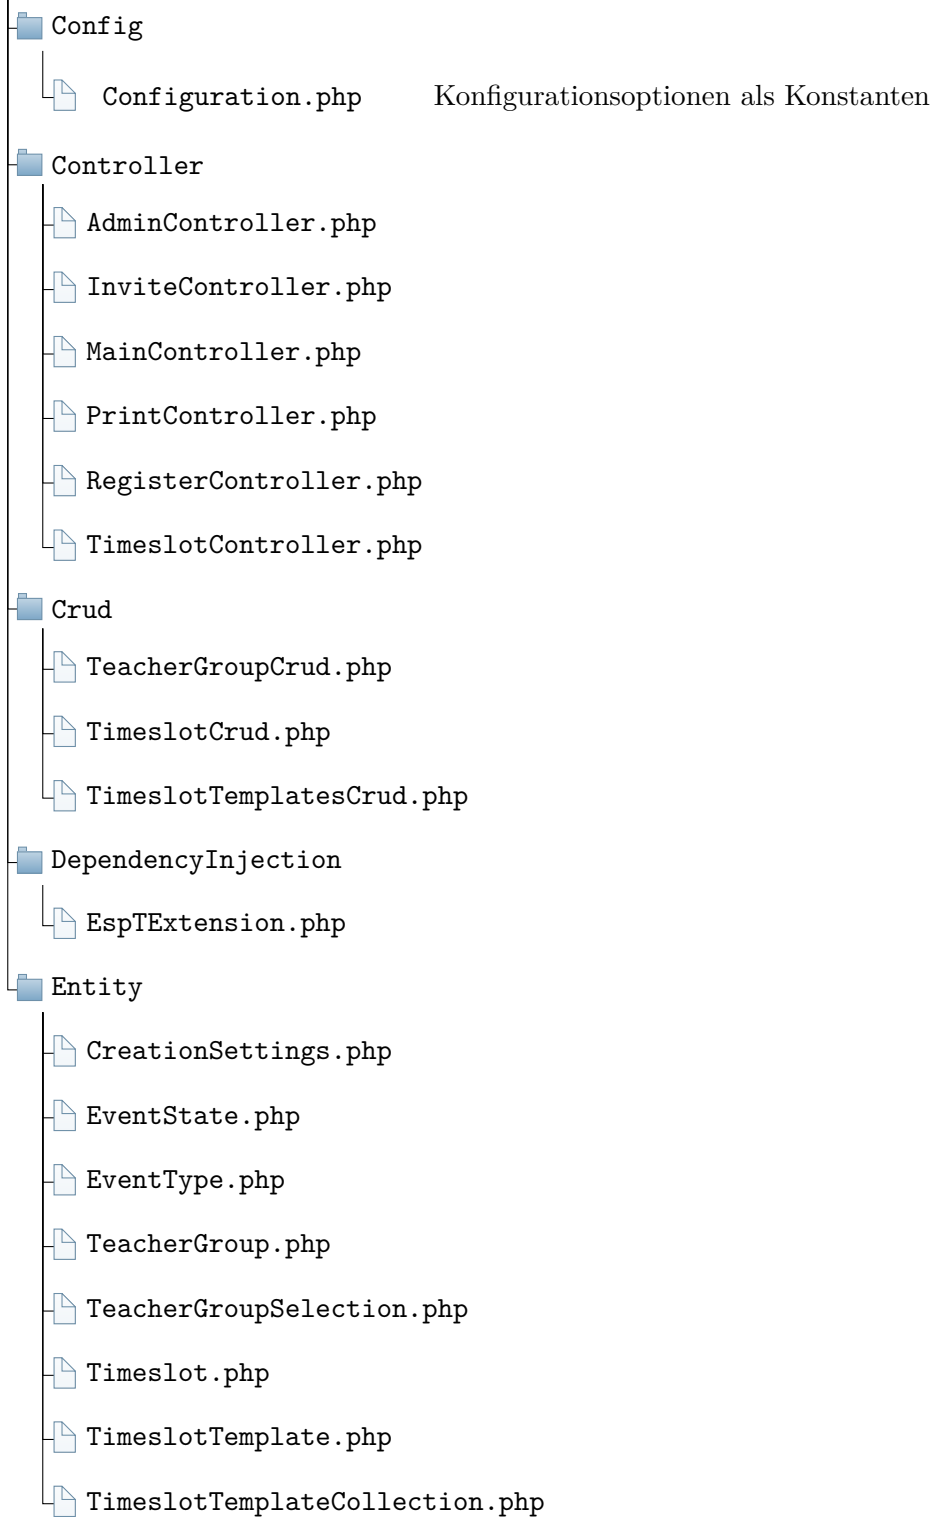 Config
Configuration.php Konfigurationsoptionen als Konstanten
Controller
AdminController.php
InviteController.php
MainController.php
PrintController.php
RegisterController.php
TimeslotController.php
Crud
TeacherGroupCrud.php
TimeslotCrud.php
TimeslotTemplatesCrud.php
DependencyInjection
EspTExtension.php
Entity
CreationSettings.php
EventState.php
EventType.php
TeacherGroup.php
TeacherGroupSelection.php
Timeslot.php
TimeslotTemplate.php
TimeslotTemplateCollection.php